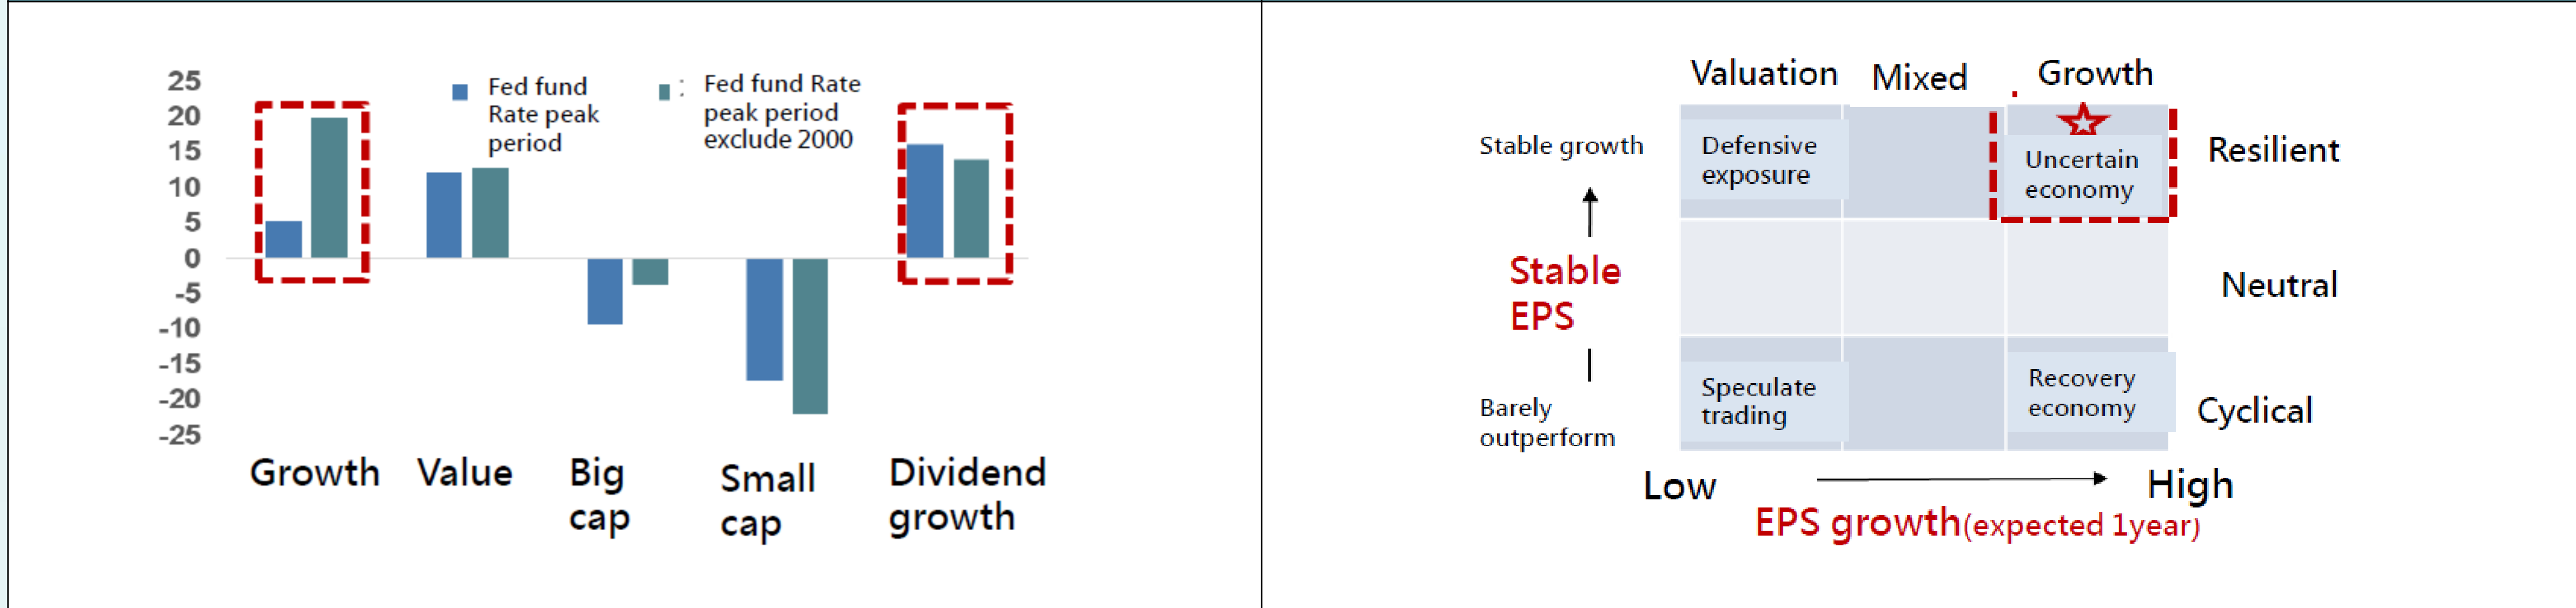 25
20
15
10
5
0
-5
-10
-15
-20
-25
Fed fund
Rate peak
period
: Fed fund Rate
peak period
exclude 2000
Growth
Value
Big
cap
Small
cap
Dividend
growth
Valuation
Mixed
Growth
Stable growth
Stable
EPS
Barely
outperform
Defensive
exposure
Uncertain
economy
Speculate
trading
Recovery
economy
Resilient
Neutral
Cyclical
Low
High
EPS growth(expected 1year)